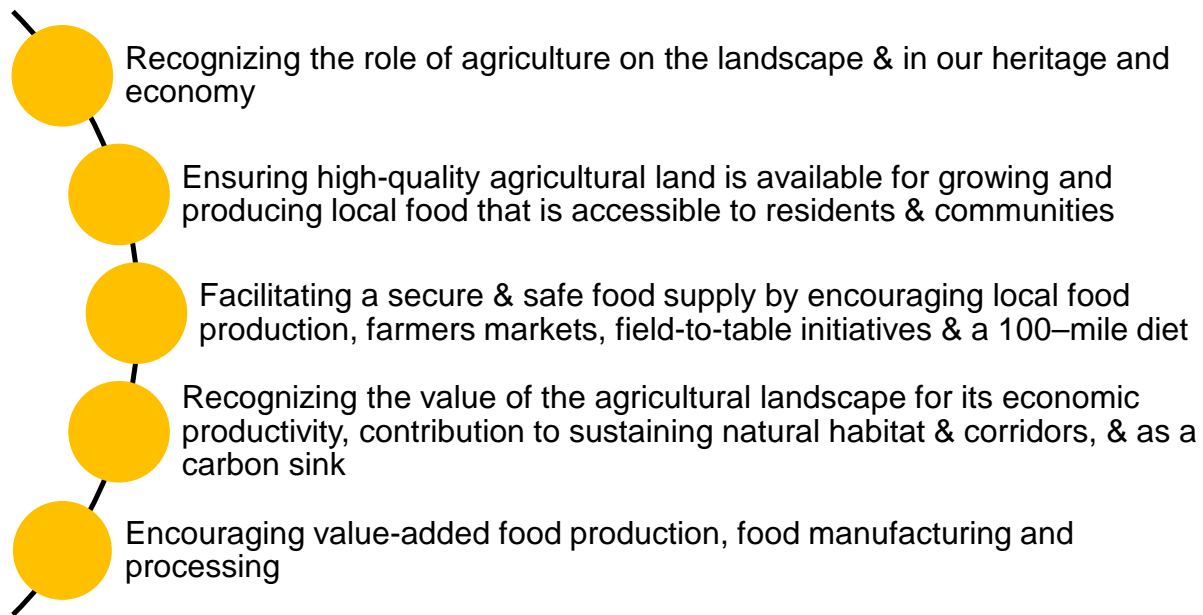 Recognizing the role of agriculture on the landscape & in our heritage and
economy
Ensuring high-quality agricultural land is available for growing and
producing local food that is accessible to residents & communities
Facilitating a secure & safe food supply by encouraging local food
production, farmers markets, field-to-table initiatives & a 100–mile diet
Recognizing the value of the agricultural landscape for its economic
productivity, contribution to sustaining natural habitat & corridors, & as a
carbon sink
Encouraging value-added food production, food manufacturing and
processing